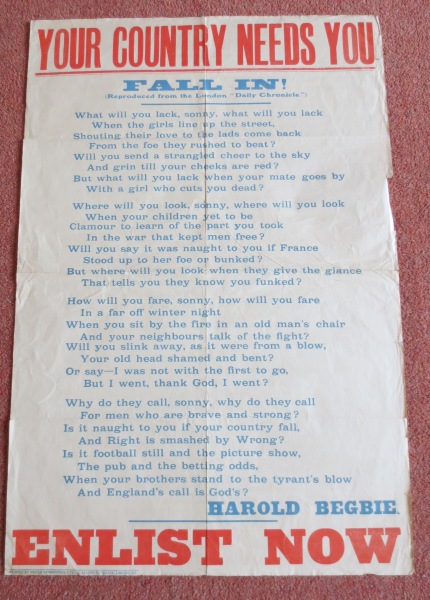 YOUR COUNTRY NEEDS YOU
FALL IN!
(Reproduced from the London "Daily Chronicle")
What will you lack, sonny, what will you lack
When the girls line up the street,
Shouting their love to the lads come back
From the foe they rushed to beat?
Will you send a strangled cheer to the sky
And grin till your cheeks are red?
But what will you lack when your mate goes by
With a girl who cuts you dead?
Where will you look, sonny, where will you look
When your children yet to be
Clamour to learn of the part you took
In the war that kept men free?
Will you say it was naught to you if France
Stood up to her foe or bunked?
But where will you look when they give the glance
That tells you they know you funked?
How will you fare, sonny, how will you fare
In a far off winter night
When you sit by the fire in an old man's chair
And your neighbours talk of the fight?
Will you slink away, as it were from a blow,
Your old head shamed and bent?
Or say—I was not with the first to go,
But I went, thank God, I went?
Why do they call, sonny, why do they call
For men who are brave and strong?
Is it naught to you if your country fall,
And Right is smashed by Wrong?
Is it football still and the picture show,
The pub and the betting odds,
When your brothers stand to the tyrant's blow
And England's call is God's?
HAROLD BEGBIE.
ENLIST NOW